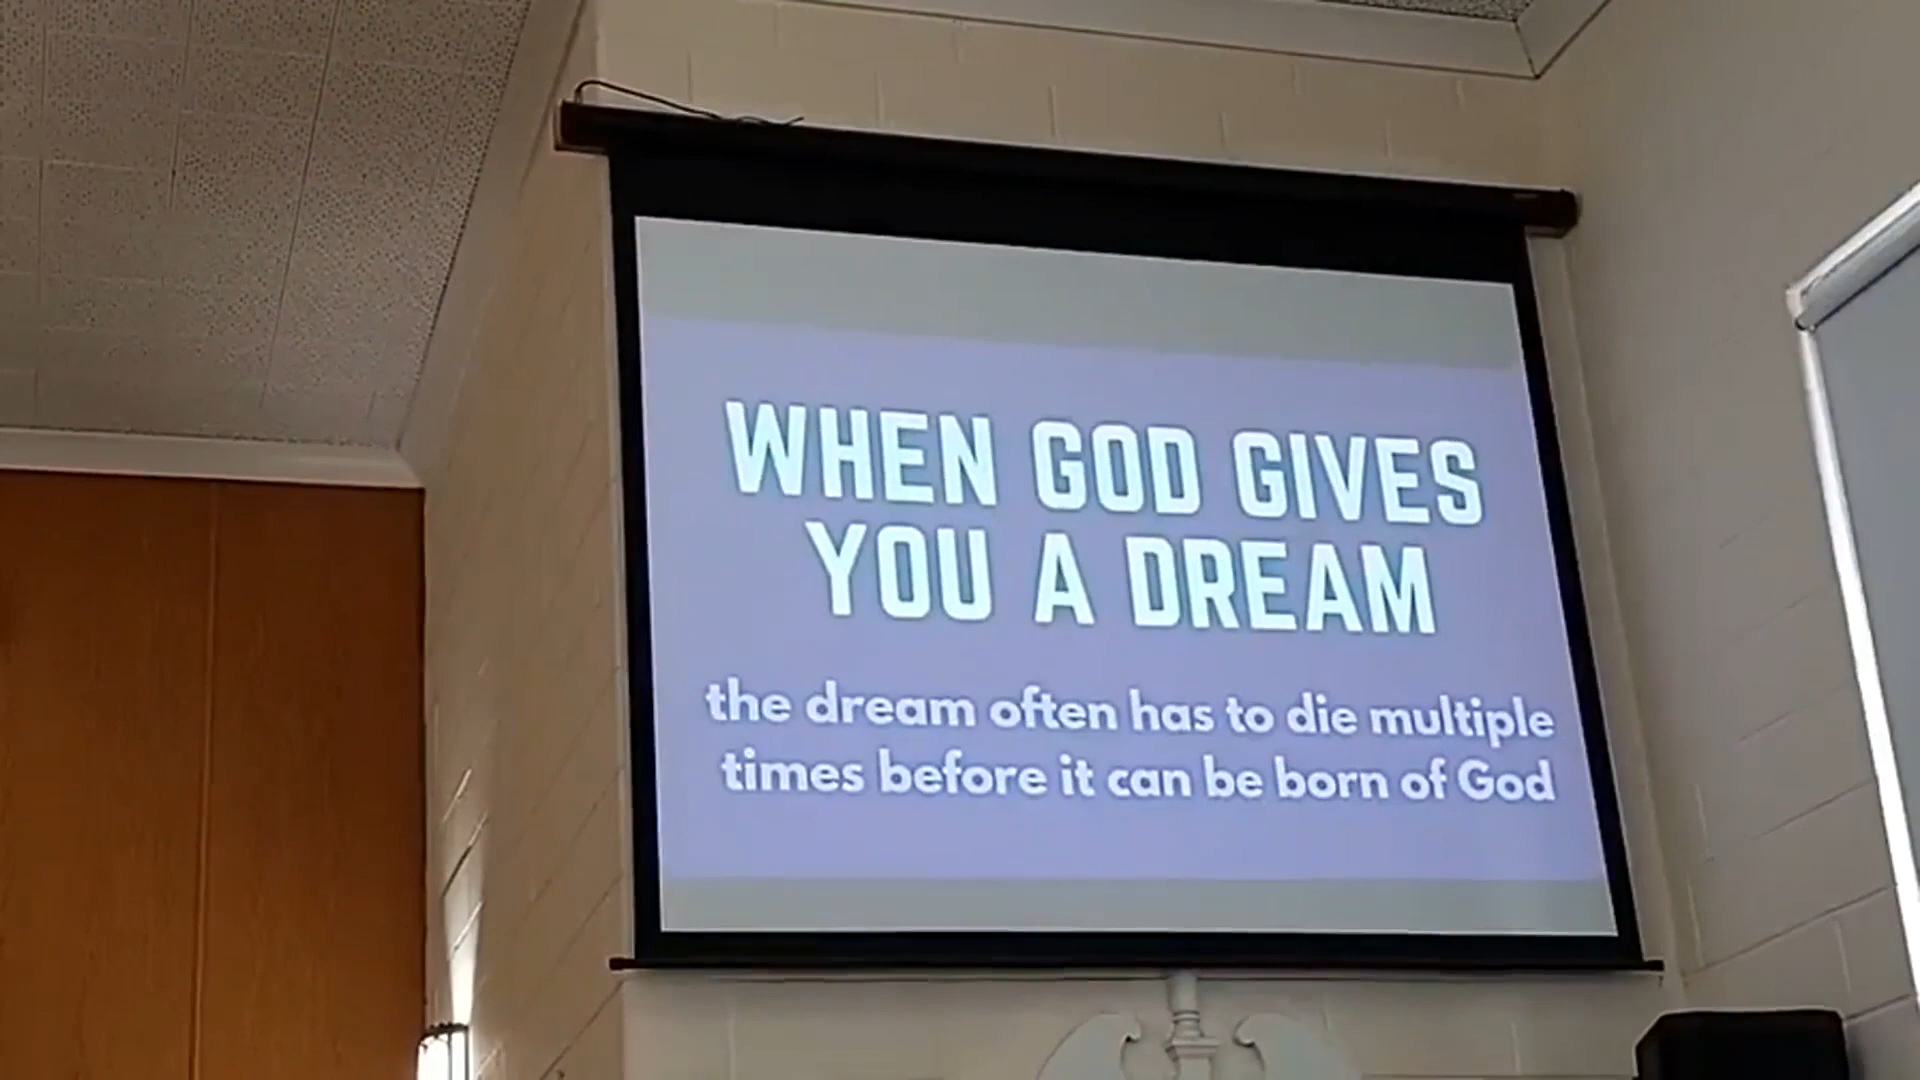 WHEN GOD GIVES
YOU A DREAM
the dream often has to die multiple
times before it can be born of God